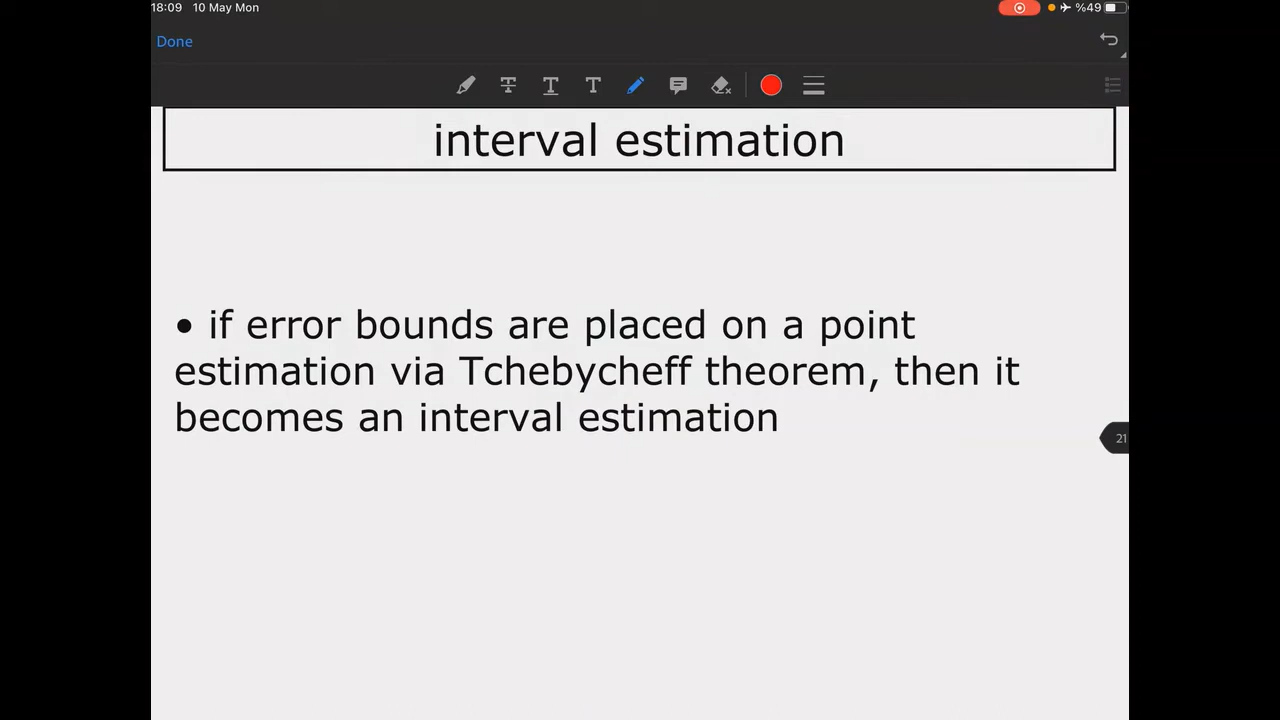 18:09 10 May Mon
%49
Done
interval estimation
• if error bounds are placed on a point
estimation via Tchebycheff theorem, then it
becomes an interval estimation
21